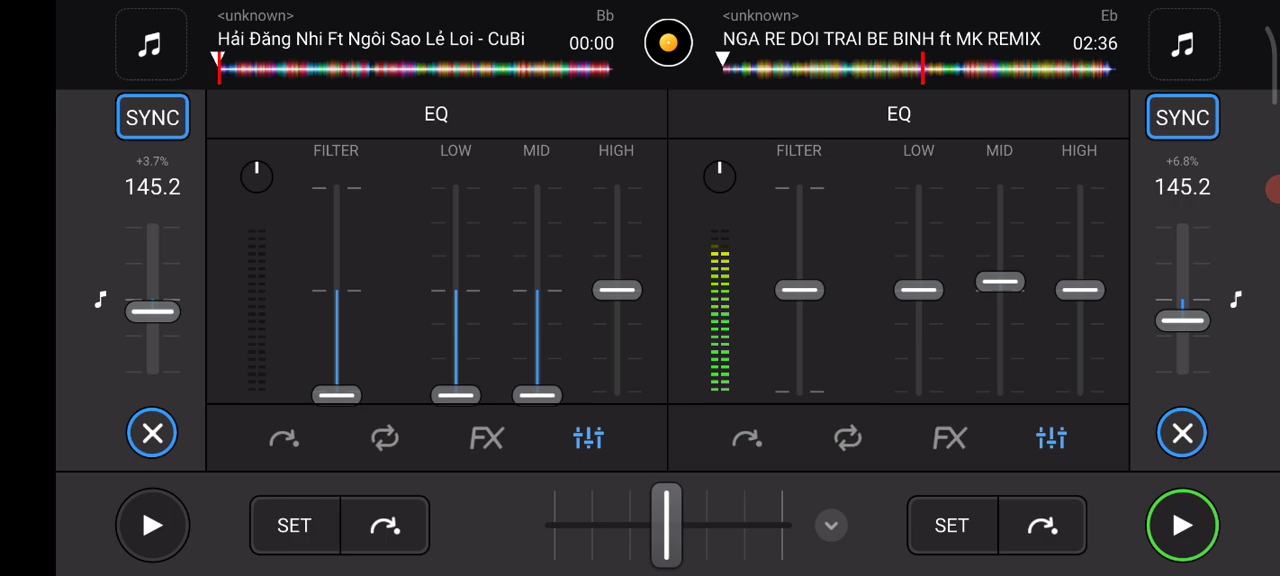 <unknown>
Bb
Hải Đăng Nhi Ft Ngôi Sao Lẻ Loi - CuBi
00:00
<unknown>
Eb
NGA RE DOI TRAI BE BINH ft MK REMIX
02:36
SYNC
+3.7%
145.2
EQ
FILTER
LOW
MID
HIGH
FX
EQ
FILTER
LOW
MID
HIGH
FX
SYNC
+6.8%
145.2
SET
SET